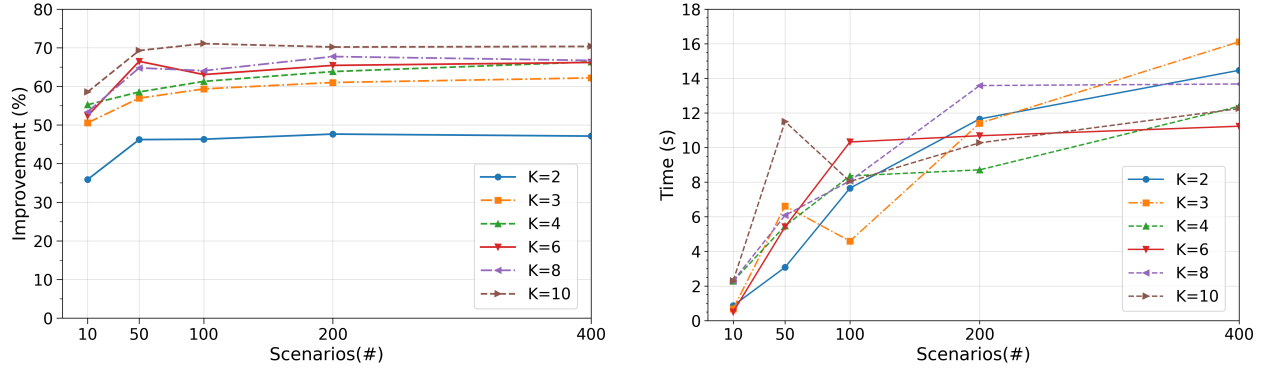 Improvement (%)
80
70
60
50
40
30
20
10
0
10
50
100
200
400
Scenarios(#)
K=2
K=3
K=4
K=6
K=8
K=10
Time (s)
18
16
14
12
10
8
6
4
2
0
10
50
100
200
400
Scenarios(#)
K=2
K=3
K=4
K=6
K=8
K=10